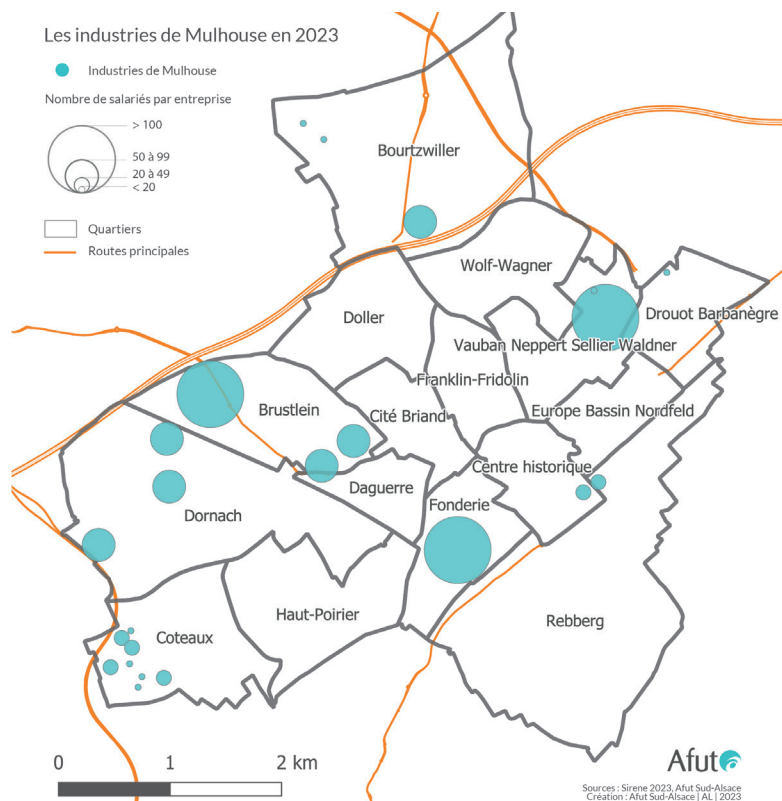 Les industries de Mulhouse en 2023
Industries de Mulhouse
Nombre de salariés par entreprise
> 100
50 à 99
20 à 49
< 20
Quartiers
Routes principales
Bourtzwiller
Wolf-Wagner
Drouot Barbanègre
Doller
Vauban Neppert Sellier Waldner
Franklin-Fridolin
Brustlein
Cité Briand
Europe Bassin Nordfeld
Centre historique
Daguerre
Fonderie
Dornach
Haut-Poirier
Rebberg
Coteaux
0 1 2 km
Afut
Sources : Sirene 2023, Afut Sud-Alsace
Création : Afut Sud-Alsace | AL | 2023